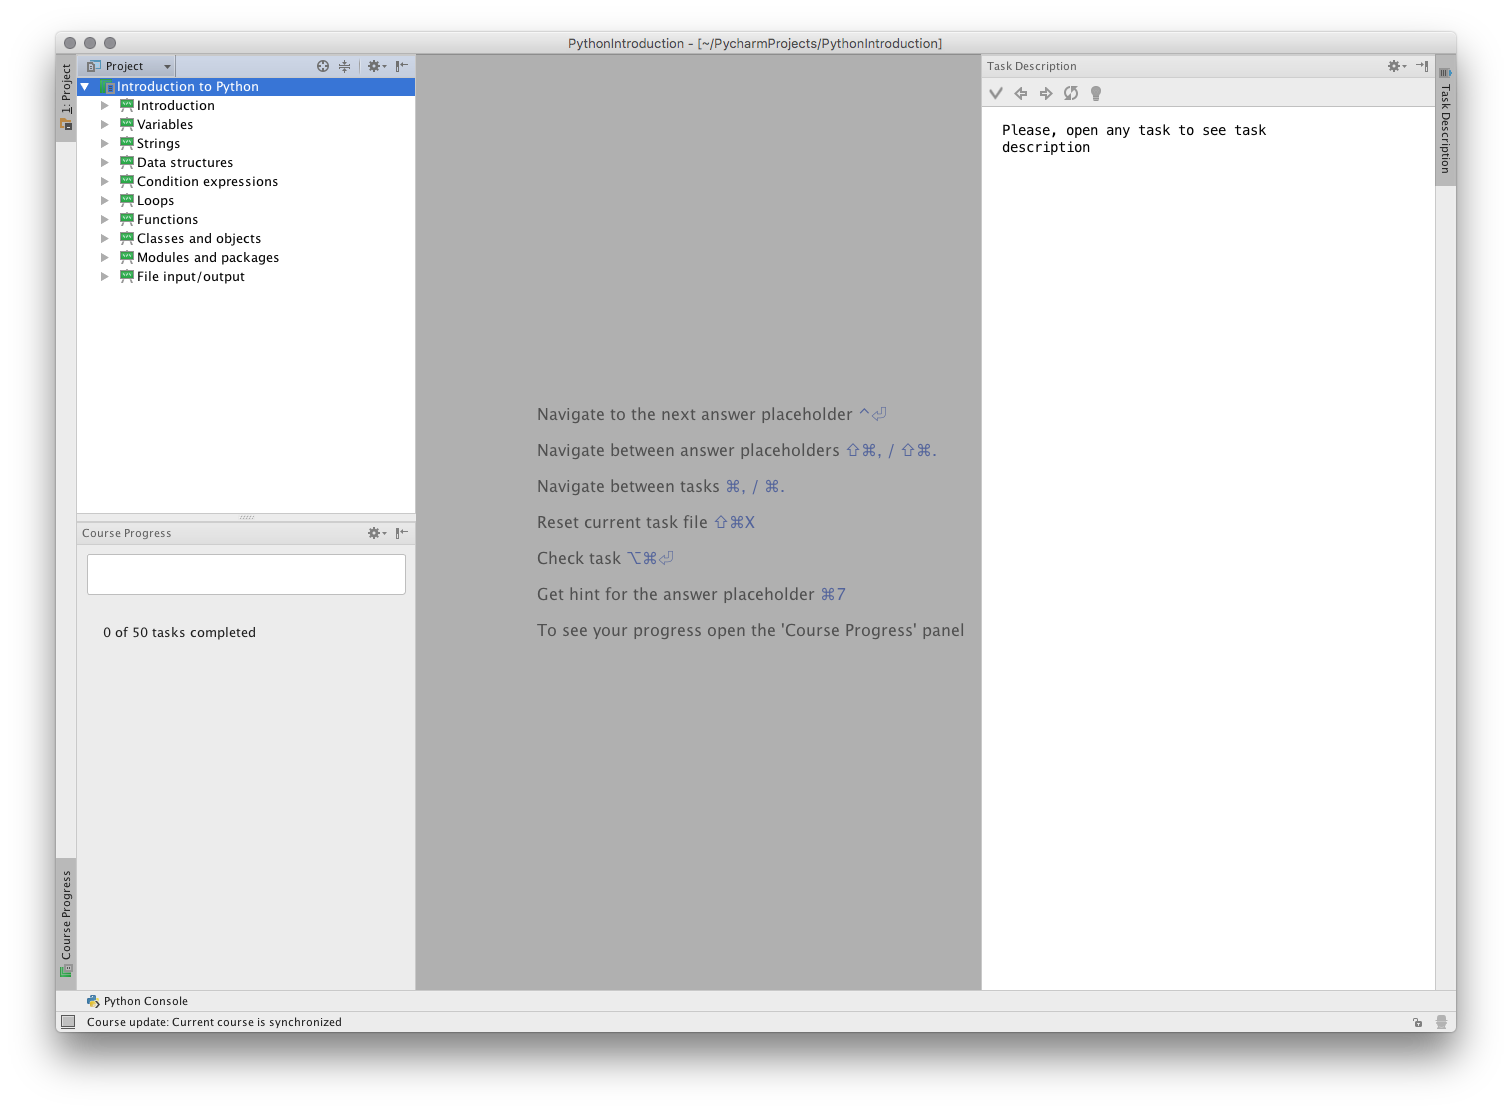 PythonIntroduction - [~/PycharmProjects/PythonIntroduction]
1: Project
Project
Introduction to Python
Introduction
Variables
Strings
Data structures
Condition expressions
Loops
Functions
Classes and objects
Modules and packages
File input/output
Course Progress
0 of 50 tasks completed
Course Progress
Navigate to the next answer placeholder ^⏎
Navigate between answer placeholders ⇧⌘, / ⇧⌘.
Navigate between tasks ⌘, / ⌘.
Reset current task file ⇧⌘X
Check task ⌥⌘⏎
Get hint for the answer placeholder ⌘7
To see your progress open the 'Course Progress' panel
Task Description
Please, open any task to see task
description
Task Description
Python Console
Course update: Current course is synchronized